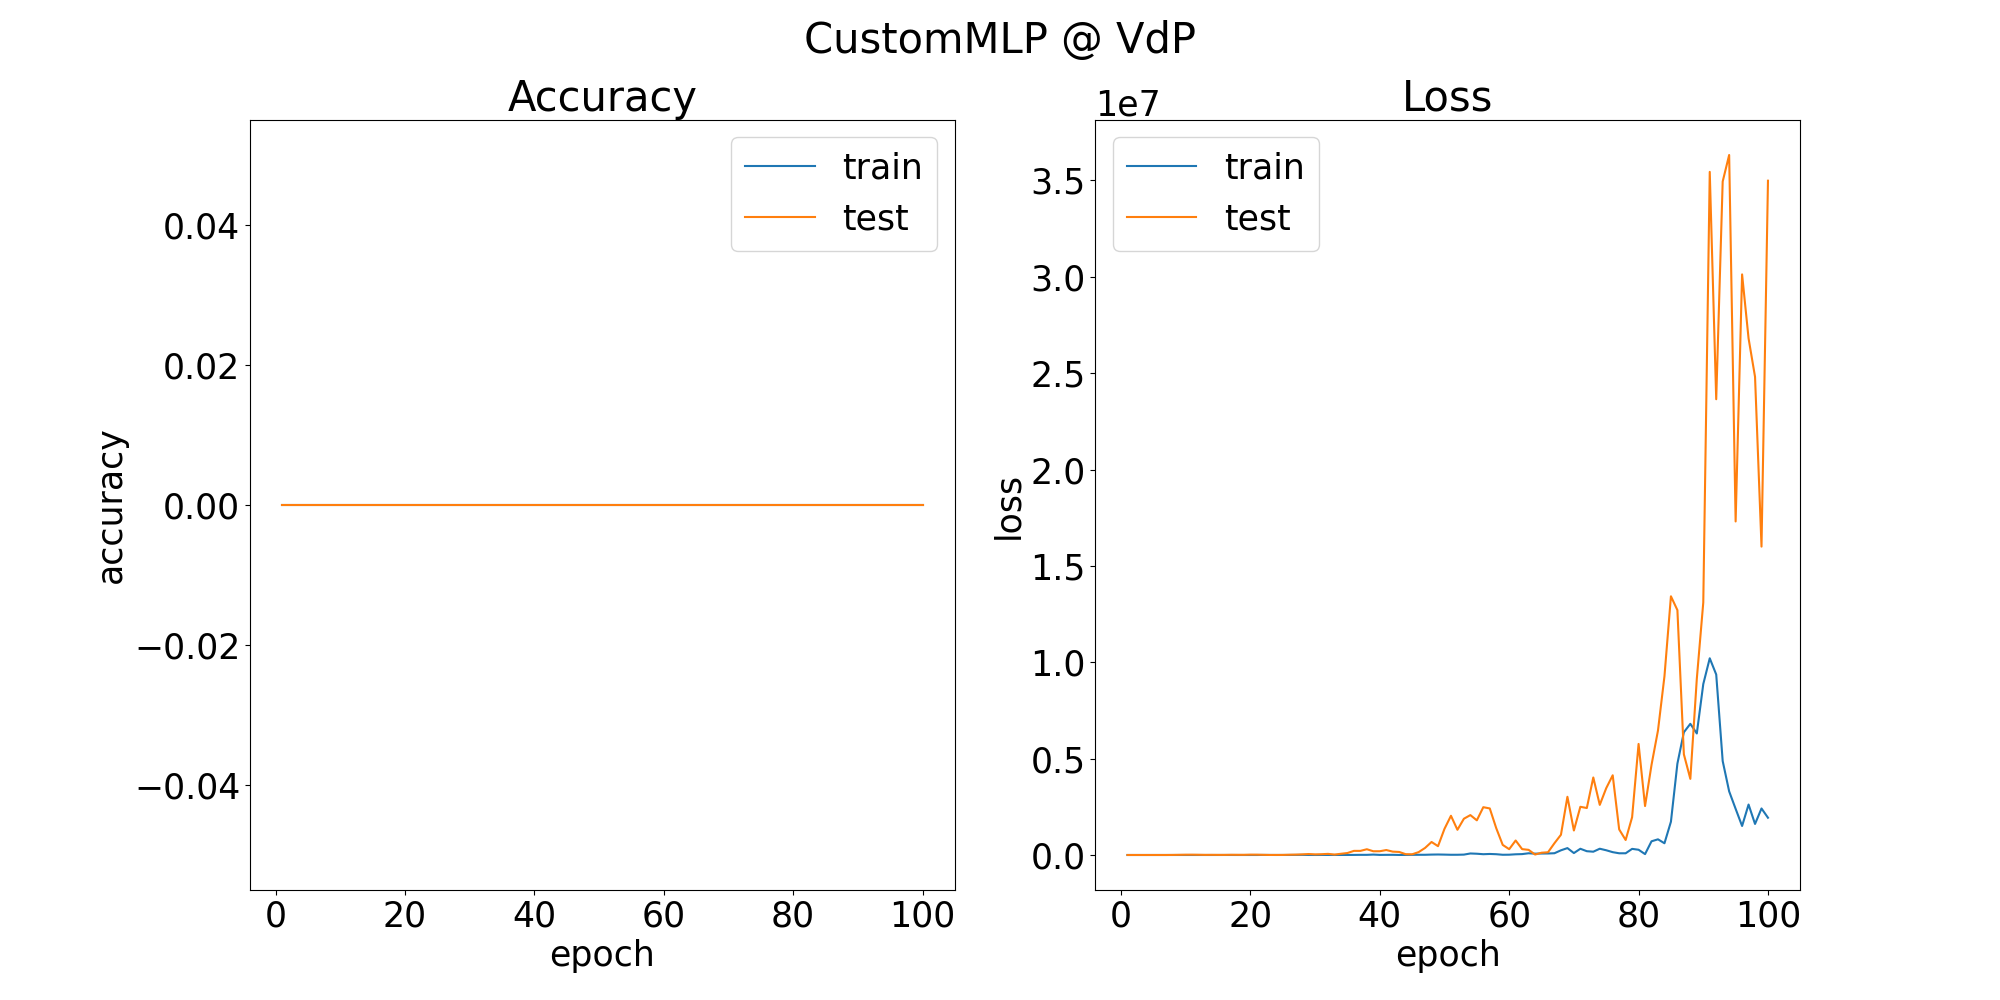 CustomMLP @ VdP
Accuracy
train
test
0.04
0.02
0.00
−0.02
−0.04
accuracy
0 20 40 60 80 100
epoch
Loss
1e7
train
test
3.5
3.0
2.5
2.0
1.5
1.0
0.5
0.0
loss
0 20 40 60 80 100
epoch